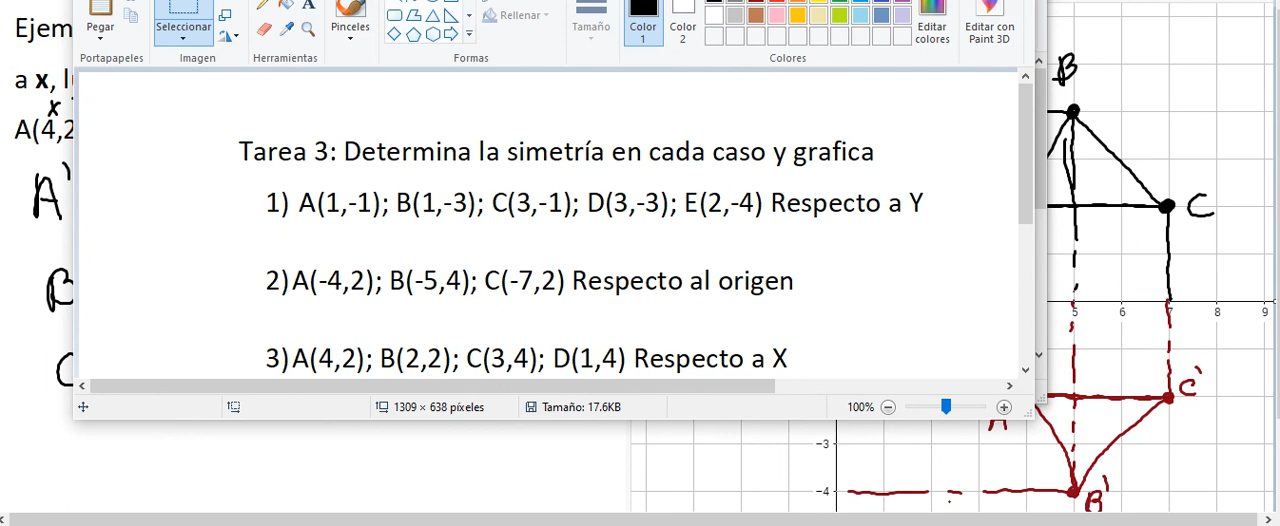 Ejem
a x, l
x
A(4,2
A'
B
C
Pegar
Seleccionar
Pinceles
Rellenar
Tamaño
Color 1
Color 2
Editar colores
Editar con Paint 3D
Portapapeles
Imagen
Herramientas
Formas
Colores
Tarea 3: Determina la simetría en cada caso y grafica
1) A(1,-1); B(1,-3); C(3,-1); D(3,-3); E(2,-4) Respecto a Y
2)A(-4,2); B(-5,4); C(-7,2) Respecto al origen
3)A(4,2); B(2,2); C(3,4); D(1,4) Respecto a X
1309 × 638 píxeles
Tamaño: 17.6KB
100%
B
C
5 6 7 8 9
C'
A
-3
-4
B'